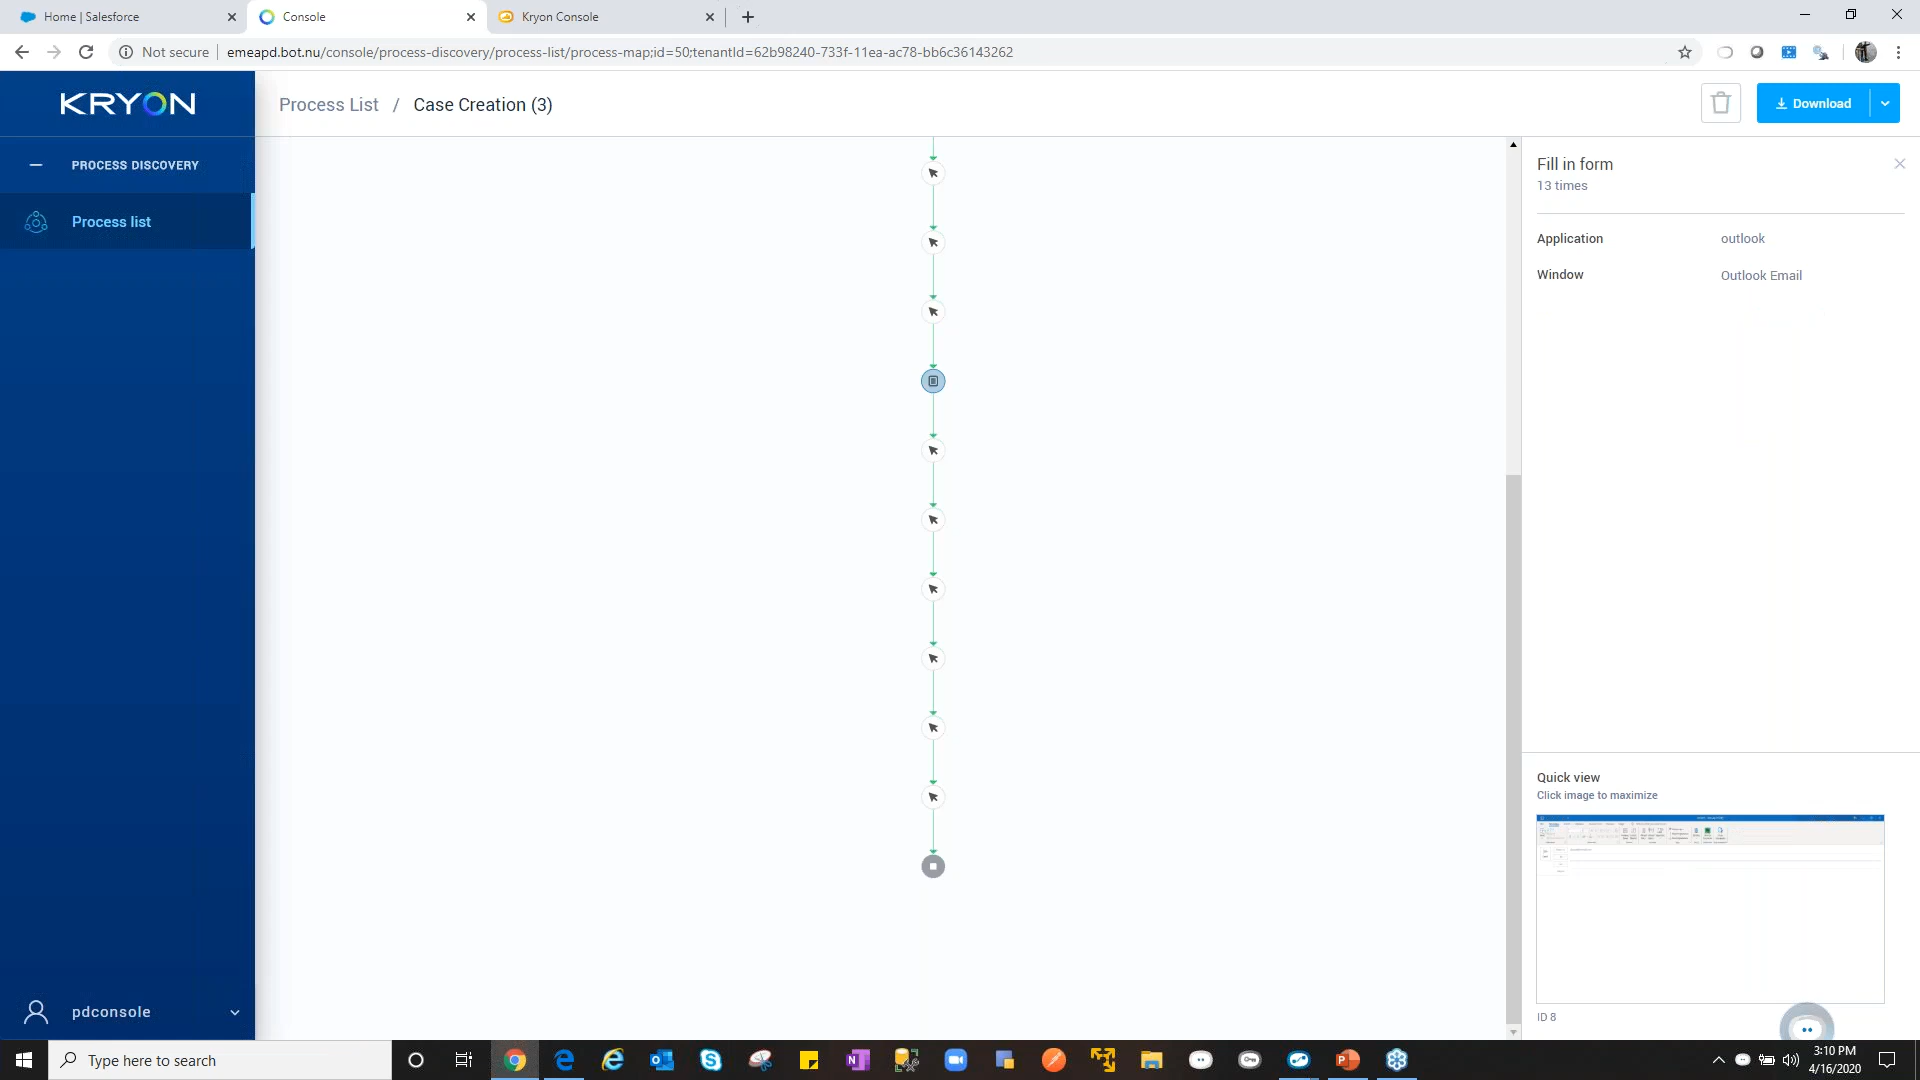 Home | Salesforce
Console
Kryon Console
Not secure
emeapd.bot.nu/console/process-discovery/process-list/process-map;id=50;tenantId=62b98240-733f-11ea-ac78-bb6c36143262
KRYON
Process List / Case Creation (3)
Download
PROCESS DISCOVERY
Process list
Fill in form
13 times
Application outlook
Window Outlook Email
Quick view
Click image to maximize
ID 8
pdconsole
Type here to search
3:10 PM
4/16/2020